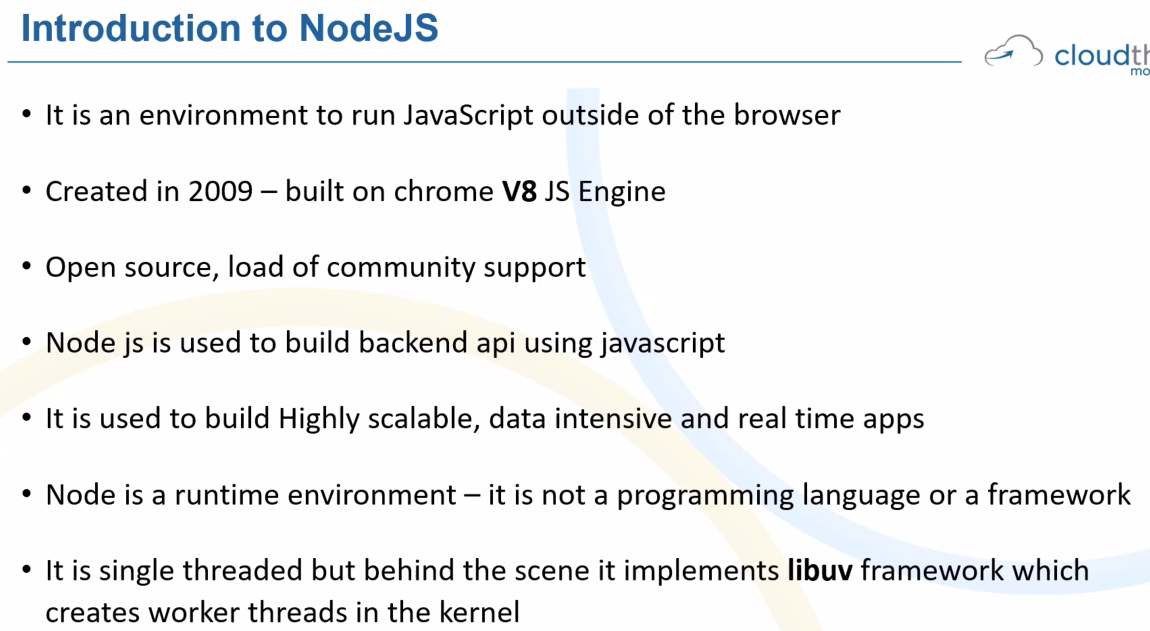 Introduction to NodeJS
cloudth
mo
• It is an environment to run JavaScript outside of the browser
• Created in 2009 – built on chrome V8 JS Engine
• Open source, load of community support
• Node js is used to build backend api using javascript
• It is used to build Highly scalable, data intensive and real time apps
• Node is a runtime environment – it is not a programming language or a framework
• It is single threaded but behind the scene it implements libuv framework which
creates worker threads in the kernel